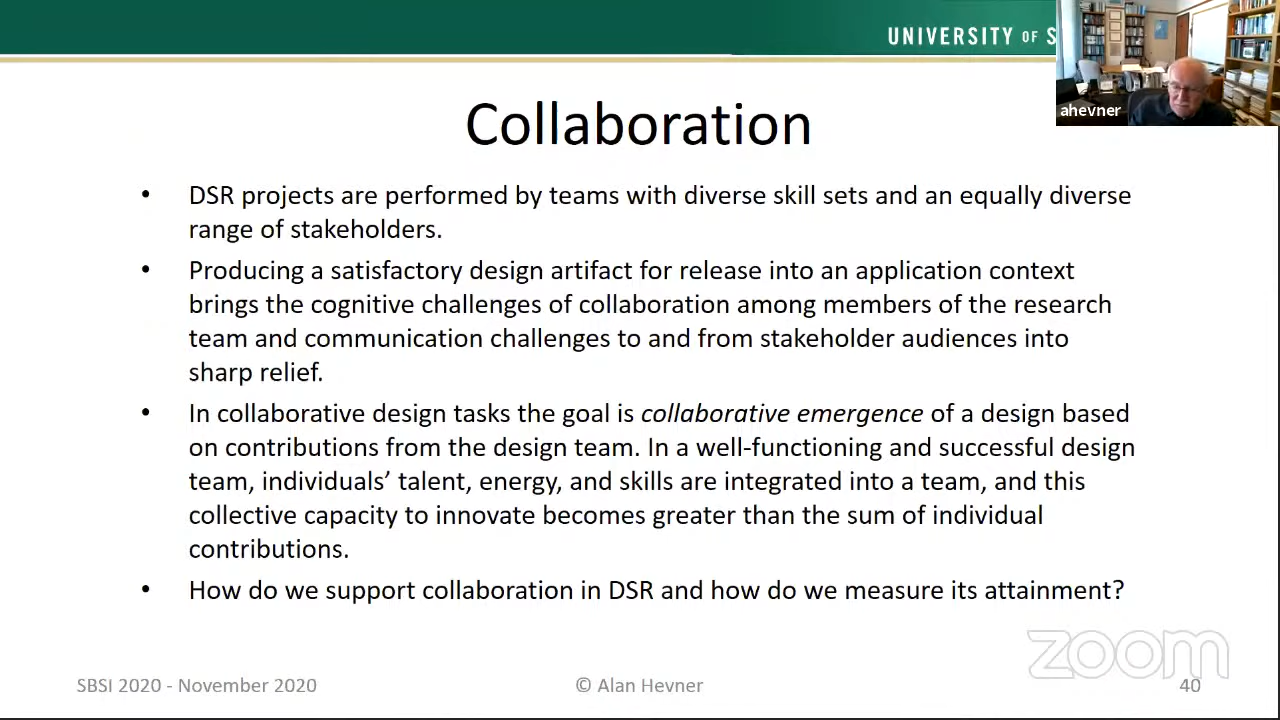 UNIVERSITY OF S
ahevner
Collaboration
• DSR projects are performed by teams with diverse skill sets and an equally diverse
range of stakeholders.
• Producing a satisfactory design artifact for release into an application context
brings the cognitive challenges of collaboration among members of the research
team and communication challenges to and from stakeholder audiences into
sharp relief.
• In collaborative design tasks the goal is collaborative emergence of a design based
on contributions from the design team. In a well-functioning and successful design
team, individuals’ talent, energy, and skills are integrated into a team, and this
collective capacity to innovate becomes greater than the sum of individual
contributions.
• How do we support collaboration in DSR and how do we measure its attainment?
zoom
SBSI 2020 - November 2020
© Alan Hevner
40